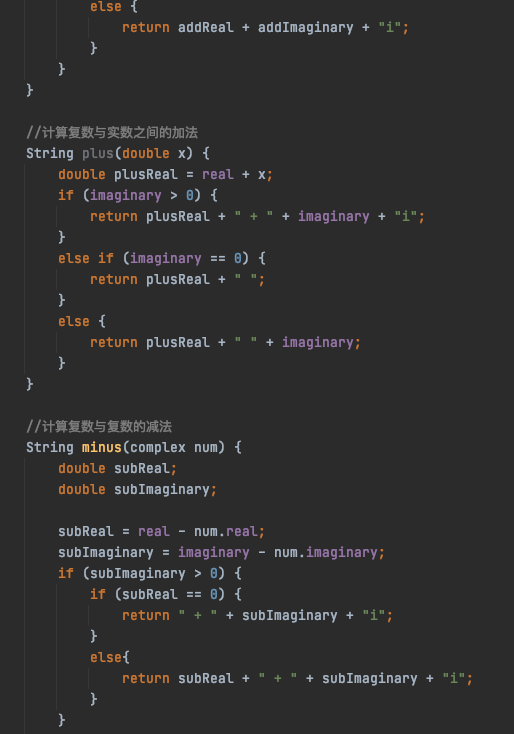 else {
            return addReal + addImaginary + "i";
        }
    }
}

//计算复数与实数之间的加法
String plus(double x) {
    double plusReal = real + x;
    if (imaginary > 0) {
        return plusReal + " + " + imaginary + "i";
    }
    else if (imaginary == 0) {
        return plusReal + " ";
    }
    else {
        return plusReal + " " + imaginary;
    }
}

//计算复数与复数的减法
String minus(complex num) {
    double subReal;
    double subImaginary;

    subReal = real - num.real;
    subImaginary = imaginary - num.imaginary;
    if (subImaginary > 0) {
        if (subReal == 0) {
            return " + " + subImaginary + "i";
        }
        else{
            return subReal + " + " + subImaginary + "i";
        }
    }